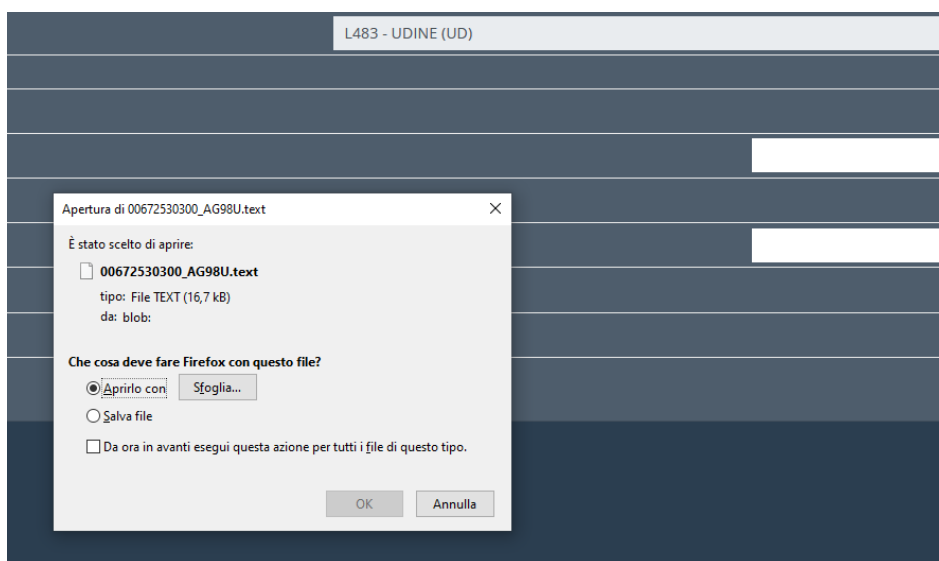 L483 - UDINE (UD)
Apertura di 00672530300_AG98U.text
È stato scelto di aprire:
00672530300_AG98U.text
tipo: File TEXT (16,7 kB)
da: blob:
Che cosa deve fare Firefox con questo file?
Aprirlo con Sfoglia...
Salva file
Da ora in avanti esegui questa azione per tutti i file di questo tipo.
OK Annulla